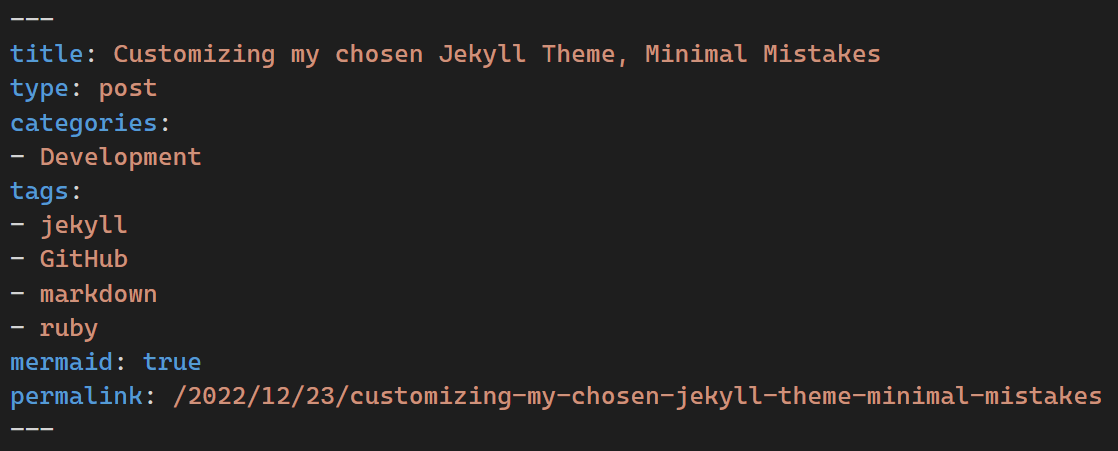 ---
title: Customizing my chosen Jekyll Theme, Minimal Mistakes
type: post
categories:
- Development
tags:
- jekyll
- GitHub
- markdown
- ruby
mermaid: true
permalink: /2022/12/23/customizing-my-chosen-jekyll-theme-minimal-mistakes
---